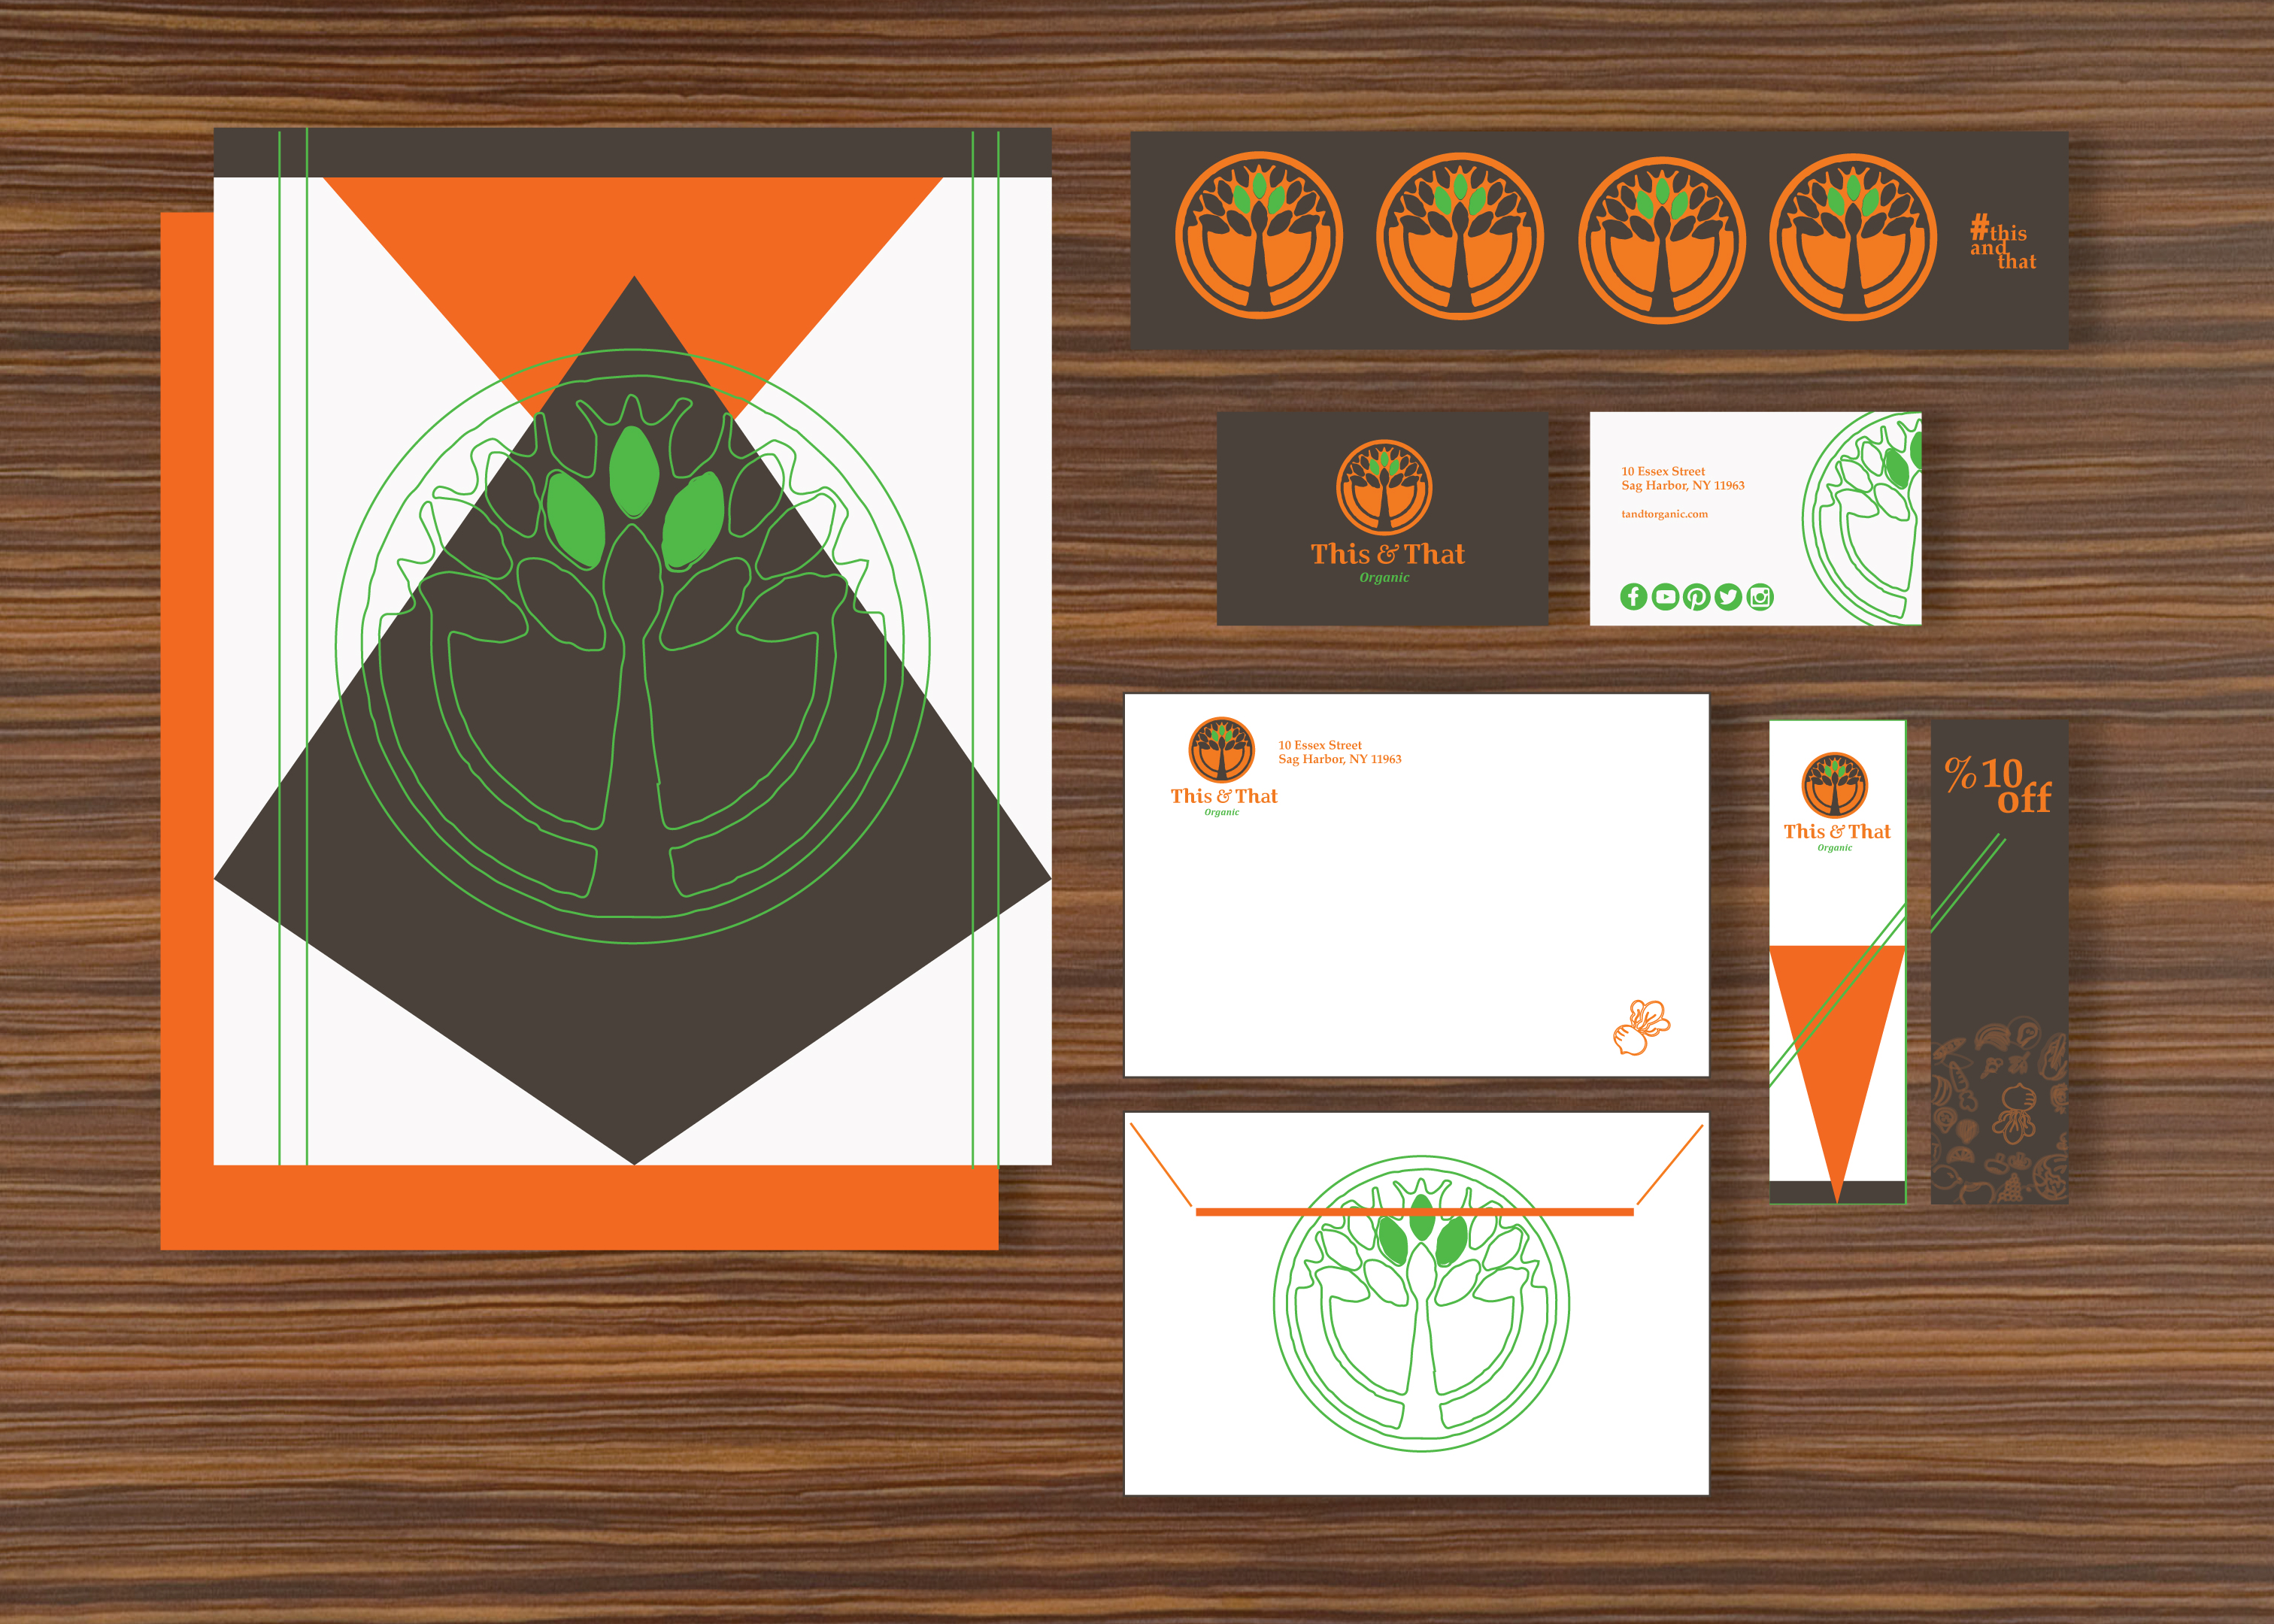 #this
and
that
This & That
Organic
10 Essex Street
Sag Harbor, NY 11963
tandtorganic.com
This & That
Organic
10 Essex Street
Sag Harbor, NY 11963
This & That
Organic
%10
off